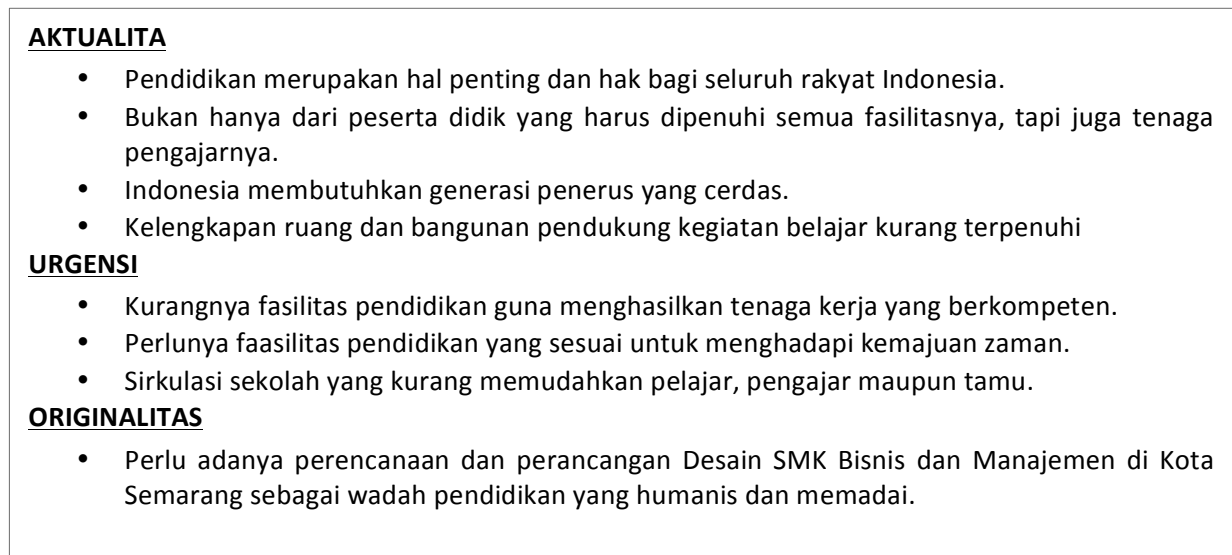 AKTUALITA
• Pendidikan merupakan hal penting dan hak bagi seluruh rakyat Indonesia.
• Bukan hanya dari peserta didik yang harus dipenuhi semua fasilitasnya, tapi juga tenaga
pengajarnya.
• Indonesia membutuhkan generasi penerus yang cerdas.
• Kelengkapan ruang dan bangunan pendukung kegiatan belajar kurang terpenuhi
URGENSI
• Kurangnya fasilitas pendidikan guna menghasilkan tenaga kerja yang berkompeten.
• Perlunya faasilitas pendidikan yang sesuai untuk menghadapi kemajuan zaman.
• Sirkulasi sekolah yang kurang memudahkan pelajar, pengajar maupun tamu.
ORIGINALITAS
• Perlu adanya perencanaan dan perancangan Desain SMK Bisnis dan Manajemen di Kota
Semarang sebagai wadah pendidikan yang humanis dan memadai.